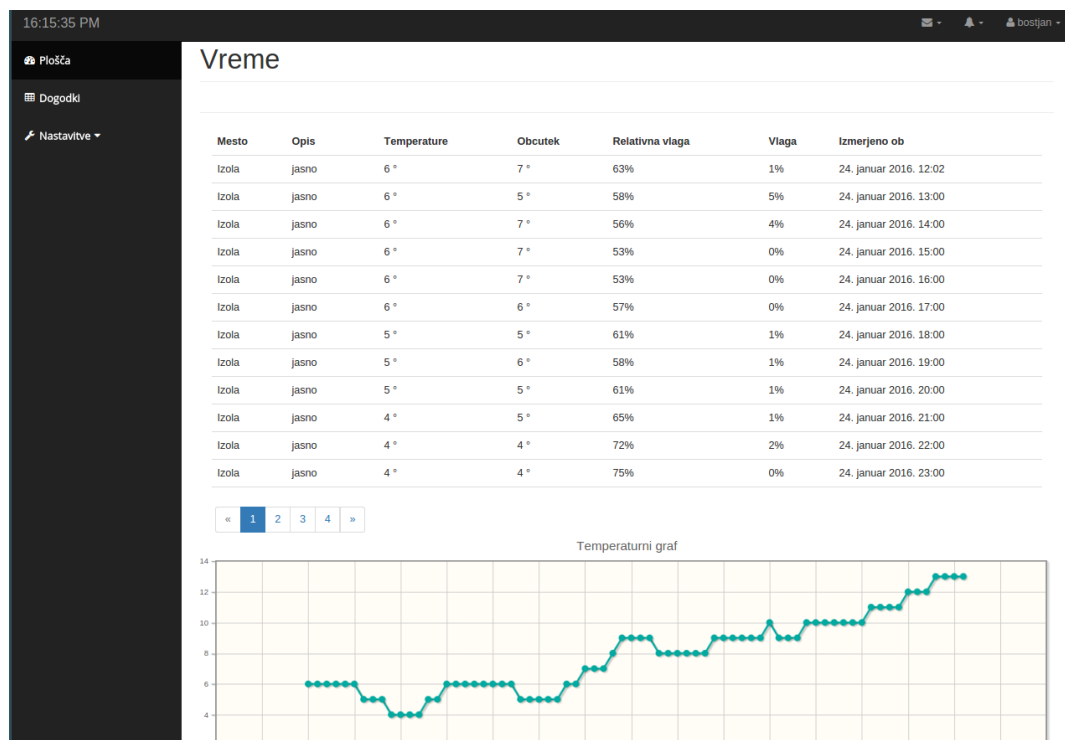 16:15:35 PM
bostjan
Plošča
Dogodki
Nastavitve
Vreme
Mesto Opis Temperature Obcutek Relativna vlaga Vlaga Izmerjeno ob
Izola jasno 6 ° 7 ° 63% 1% 24. januar 2016. 12:02
Izola jasno 6 ° 5 ° 58% 5% 24. januar 2016. 13:00
Izola jasno 6 ° 7 ° 56% 4% 24. januar 2016. 14:00
Izola jasno 6 ° 7 ° 53% 0% 24. januar 2016. 15:00
Izola jasno 6 ° 7 ° 53% 0% 24. januar 2016. 16:00
Izola jasno 6 ° 6 ° 57% 0% 24. januar 2016. 17:00
Izola jasno 5 ° 5 ° 61% 1% 24. januar 2016. 18:00
Izola jasno 5 ° 6 ° 58% 1% 24. januar 2016. 19:00
Izola jasno 5 ° 5 ° 61% 1% 24. januar 2016. 20:00
Izola jasno 4 ° 5 ° 65% 1% 24. januar 2016. 21:00
Izola jasno 4 ° 4 ° 72% 2% 24. januar 2016. 22:00
Izola jasno 4 ° 4 ° 75% 0% 24. januar 2016. 23:00
« 1 2 3 4 »
Temperaturni graf
14
12
10
8
6
4